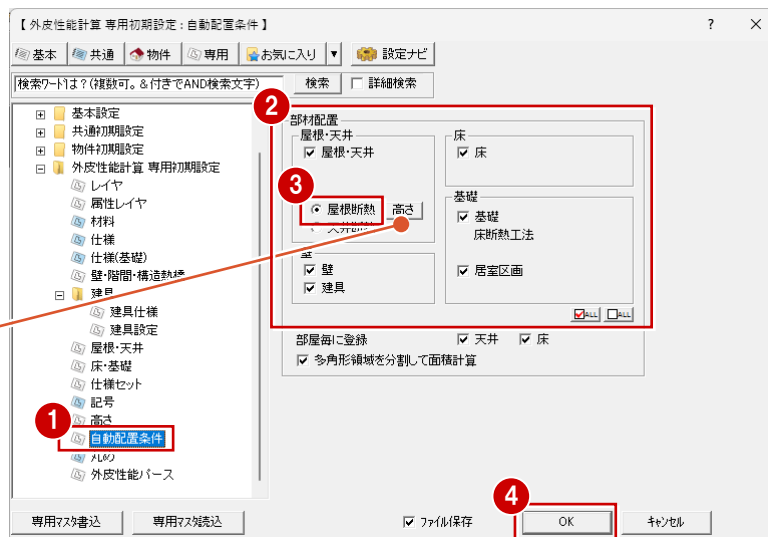 【 外皮性能計算 専用初期設定 : 自動配置条件 】 ? ×
基本 共通 物件 専用 お気に入り ▼ 設定ナビ
検索ワードは？(複数可。＆付きでAND検索文字) 検索 詳細検索
基本設定
共通初期設定
物件初期設定
外皮性能計算 専用初期設定
レイヤ
属性レイヤ
材料
仕様
仕様(基礎)
壁・階間・構造熱橋
建具
建具仕様
建具設定
屋根・天井
床・基礎
仕様セット
記号
高さ
1
自動配置条件
丸め
外皮性能パース
2
部材配置
屋根・天井
屋根・天井
3
屋根断熱 高さ
天井断熱
壁
壁
建具
床
床
基礎
基礎
床断熱工法
居室区画
ALL ALL
部屋毎に登録 天井 床
多角形領域を分割して面積計算
4
専用マスタ書込 専用マスタ読込 ファイル保存 OK キャンセル